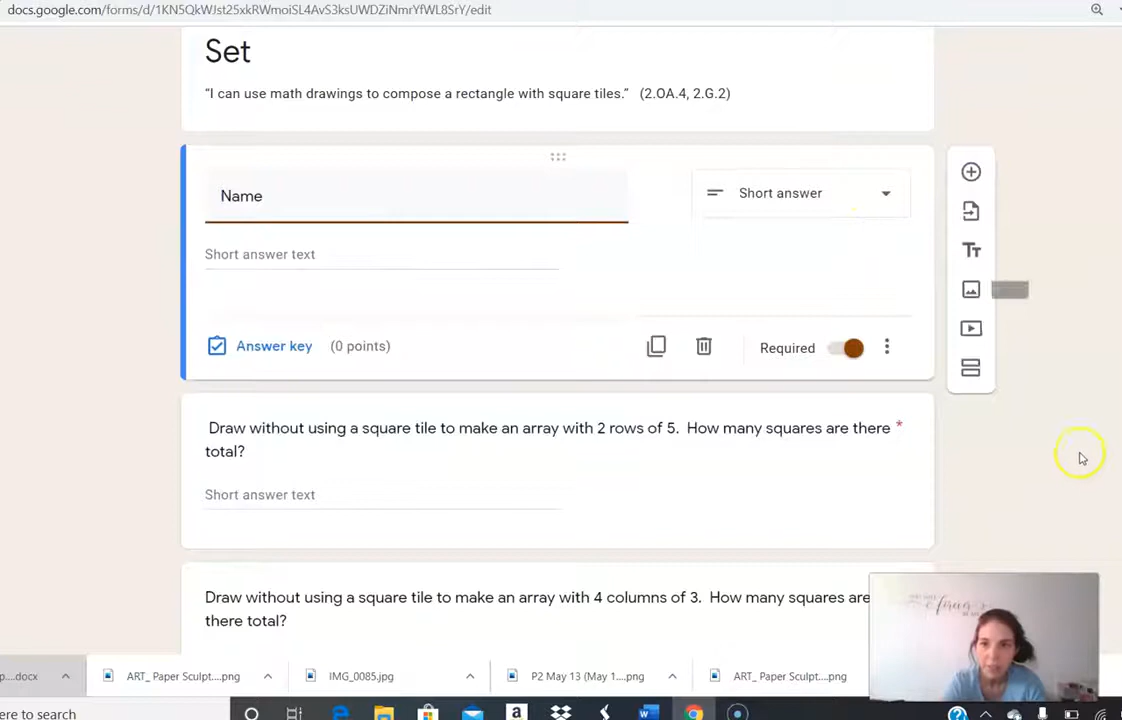 docs.google.com/forms/d/1KN5QkWJst25xkRWmoiSL4AvS3ksUWDZiNmrYfWL8SrY/edit
Set
“I can use math drawings to compose a rectangle with square tiles.” (2.OA.4, 2.G.2)
Name
Short answer
Short answer text
Answer key (0 points)
Required
Draw without using a square tile to make an array with 2 rows of 5. How many squares are there *
total?
Short answer text
Draw without using a square tile to make an array with 4 columns of 3. How many squares are
there total?
p....docx
ART_ Paper Sculpt....png
IMG_0085.jpg
P2 May 13 (May 1....png
ART_ Paper Sculpt....png
ere to search